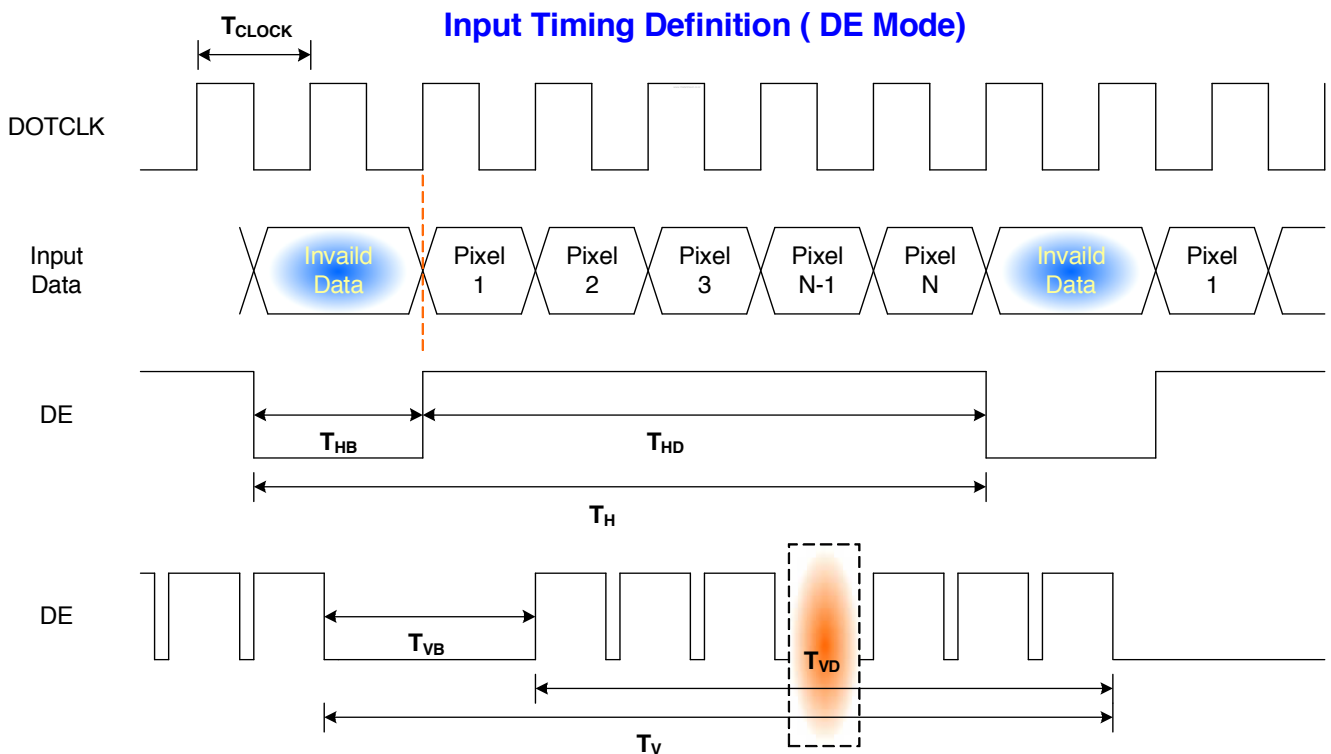 Input Timing Definition ( DE Mode)
TCLOCK
DOTCLK
Input
Data
Invaild
Data
Pixel
1
Pixel
2
Pixel
3
Pixel
N-1
Pixel
N
Invaild
Data
Pixel
1
DE
THB
THD
TH
DE
TVB
TVD
TV